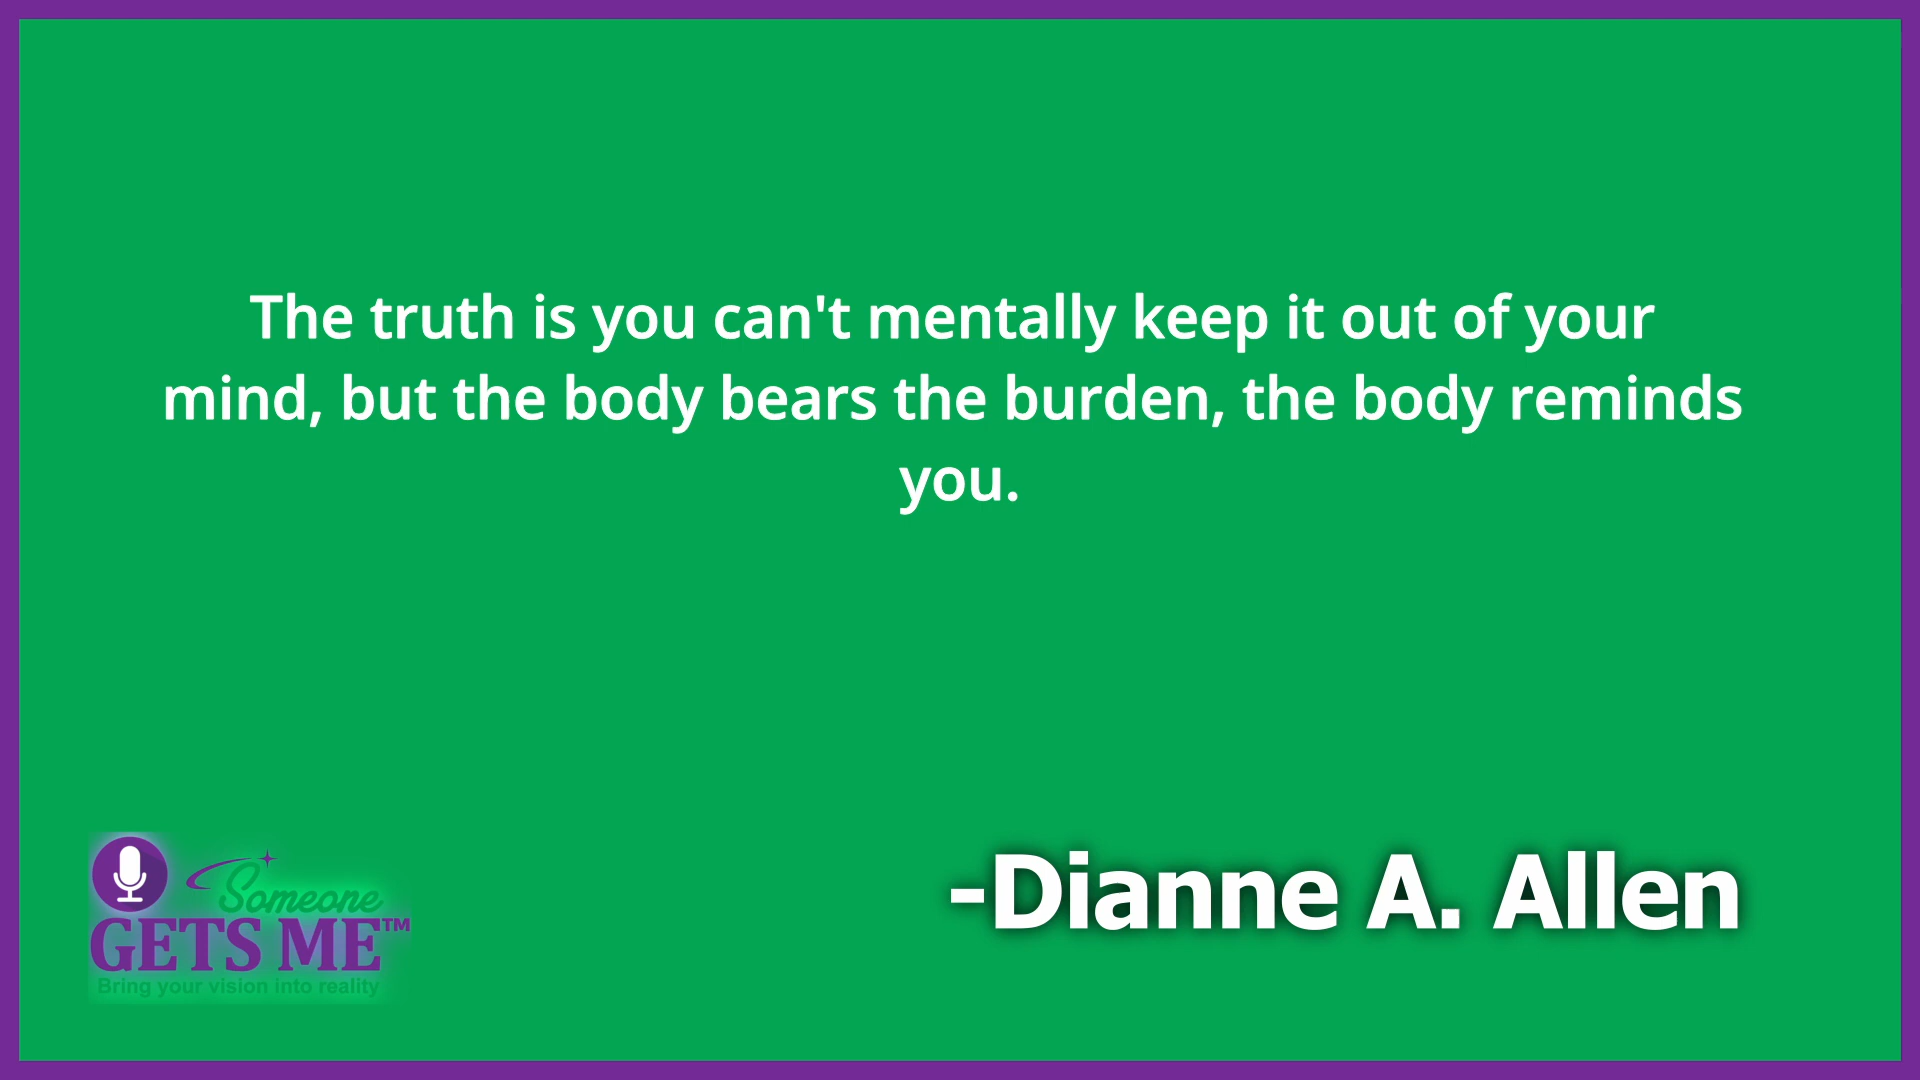 The truth is you can't mentally keep it out of your
mind, but the body bears the burden, the body reminds
you.
Someone
GETS ME™
Bring your vision into reality
-Dianne A. Allen